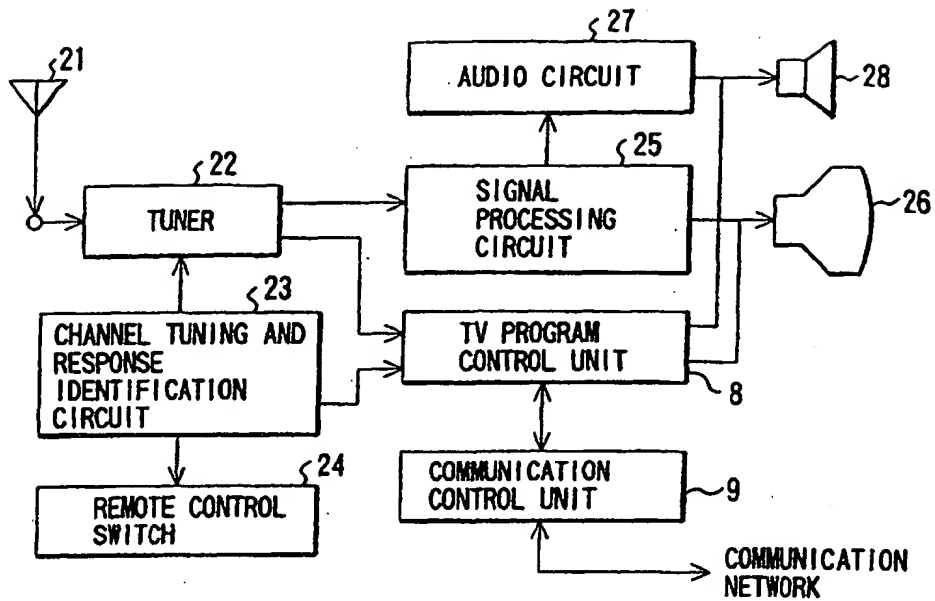 27
AUDIO CIRCUIT
28
21
22
TUNER
25
SIGNAL
PROCESSING
CIRCUIT
26
23
CHANNEL TUNING AND
RESPONSE
IDENTIFICATION
CIRCUIT
TV PROGRAM
CONTROL UNIT
8
24
REMOTE CONTROL
SWITCH
COMMUNICATION
CONTROL UNIT
9
COMMUNICATION
NETWORK